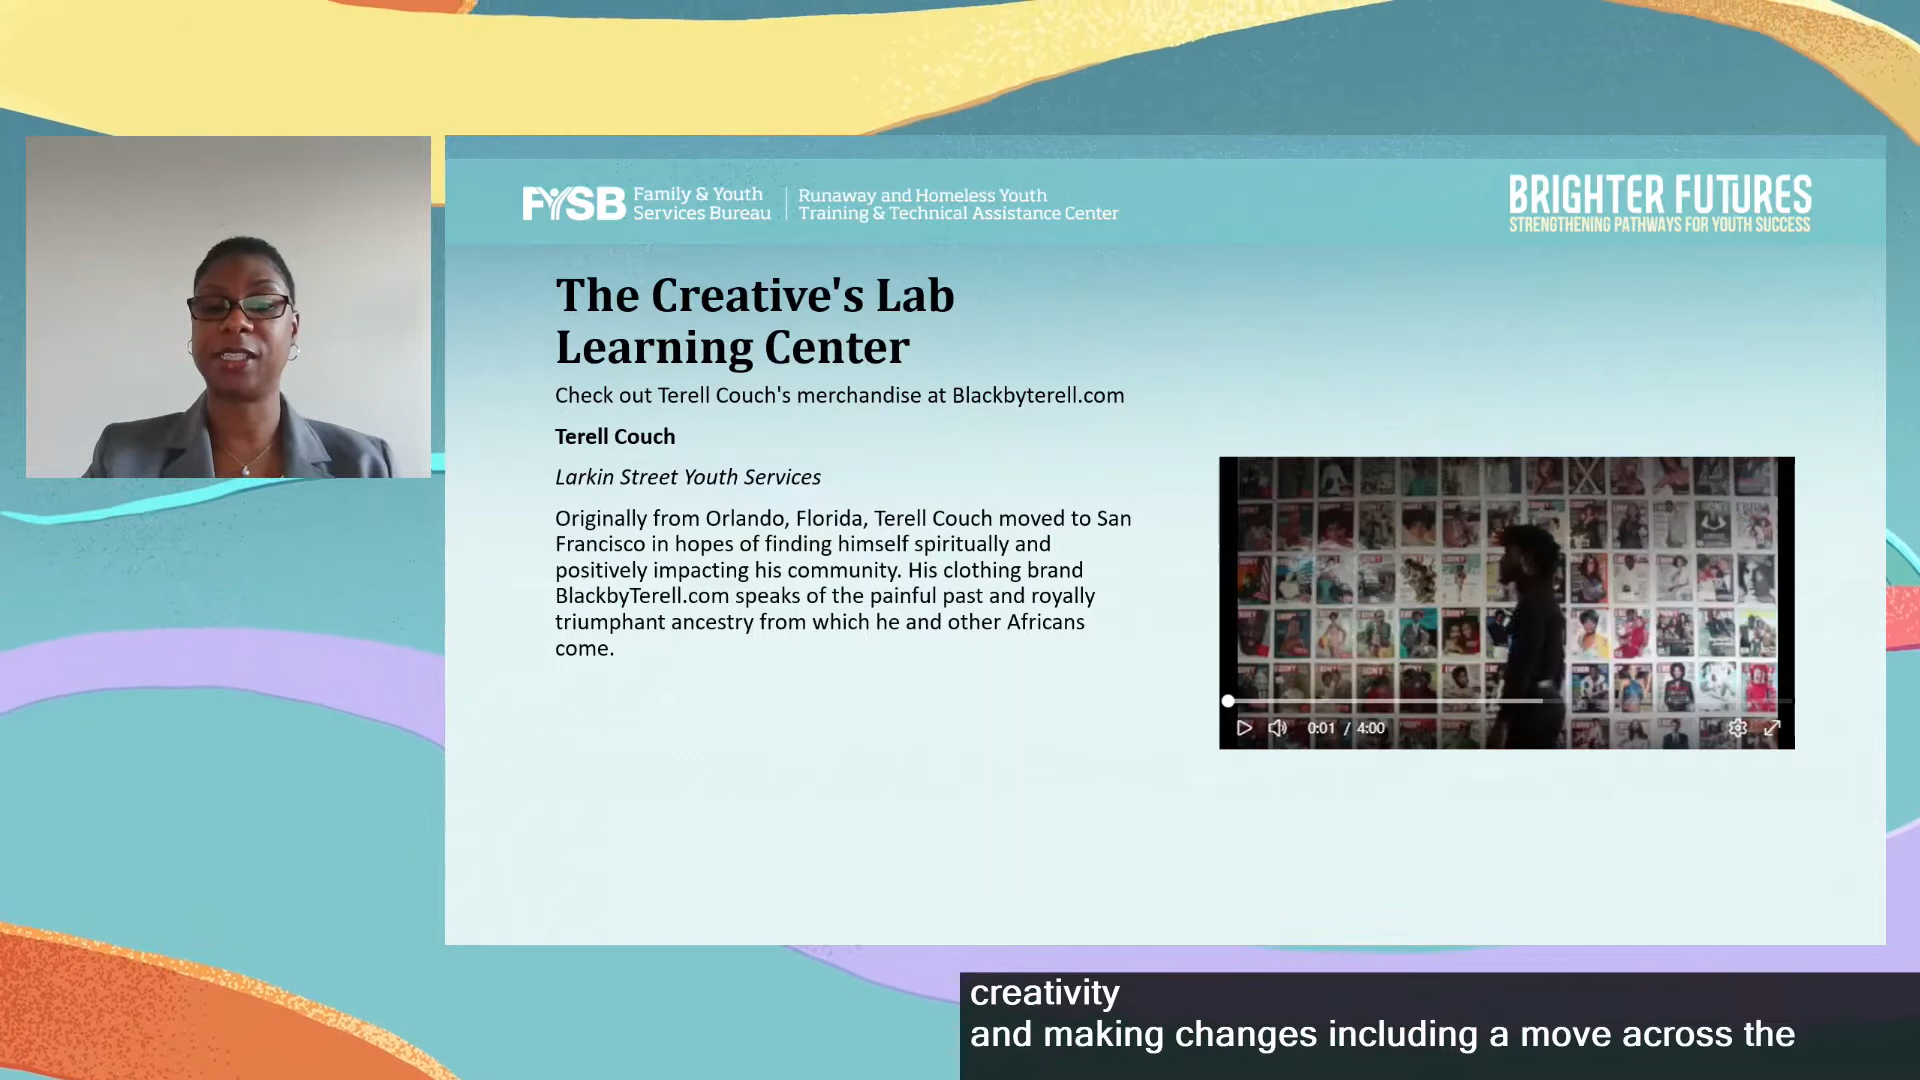 FYSB Family & Youth
Services Bureau
Runaway and Homeless Youth
Training & Technical Assistance Center
BRIGHTER FUTURES
STRENGTHENING PATHWAYS FOR YOUTH SUCCESS
The Creative's Lab
Learning Center
Check out Terell Couch's merchandise at Blackbyterell.com
Terell Couch
Larkin Street Youth Services
Originally from Orlando, Florida, Terell Couch moved to San
Francisco in hopes of finding himself spiritually and
positively impacting his community. His clothing brand
BlackbyTerell.com speaks of the painful past and royally
triumphant ancestry from which he and other Africans
come.
0:01 / 4:00
creativity
and making changes including a move across the